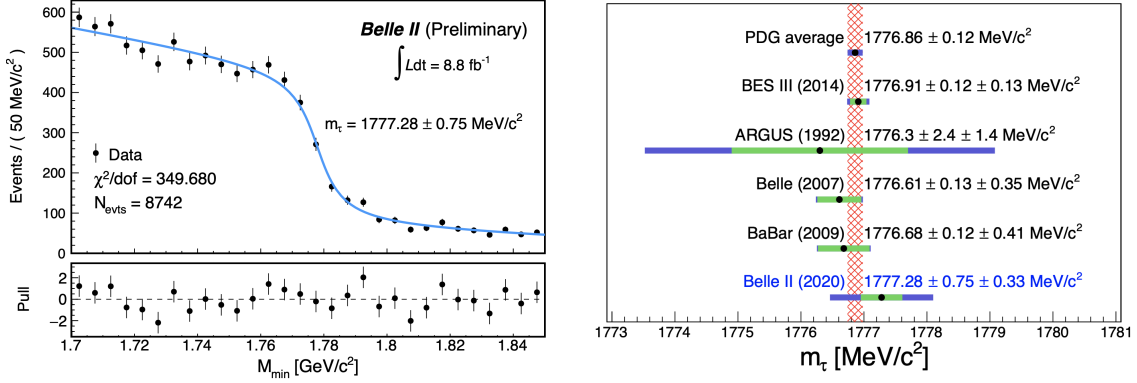 Belle II (Preliminary)
∫Ldt = 8.8 fb⁻¹
m_τ = 1777.28 ± 0.75 MeV/c²
Data
χ²/dof = 349.680
N_evts = 8742
Events / ( 50 MeV/c² )
600
500
400
300
200
100
0
Pull
2
0
−2
1.7 1.72 1.74 1.76 1.78 1.8 1.82 1.84
M_min [GeV/c²]
PDG average 1776.86 ± 0.12 MeV/c²
BES III (2014) 1776.91 ± 0.12 ± 0.13 MeV/c²
ARGUS (1992) 1776.3 ± 2.4 ± 1.4 MeV/c²
Belle (2007) 1776.61 ± 0.13 ± 0.35 MeV/c²
BaBar (2009) 1776.68 ± 0.12 ± 0.41 MeV/c²
Belle II (2020) 1777.28 ± 0.75 ± 0.33 MeV/c²
1773 1774 1775 1776 1777 1778 1779 1780 1781
m_τ [MeV/c²]